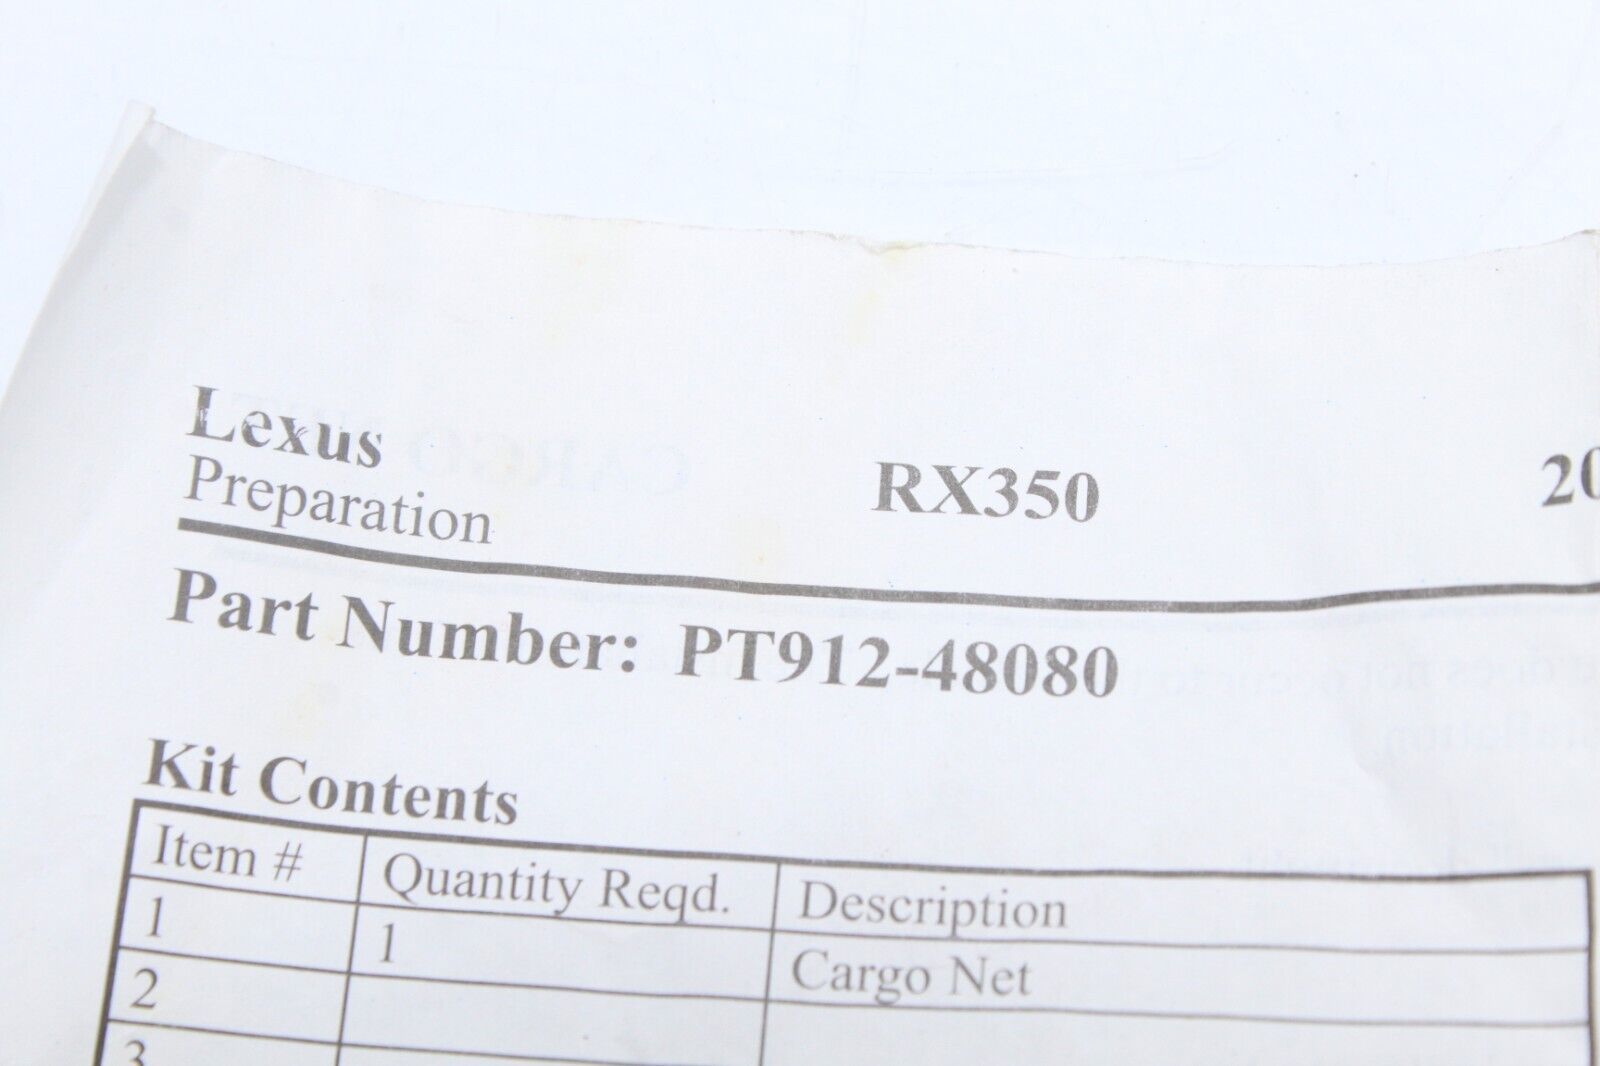 Lexus RX350 20
Preparation
Part Number: PT912-48080
Kit Contents
Item # Quantity Reqd. Description
1 1 Cargo Net
2
3